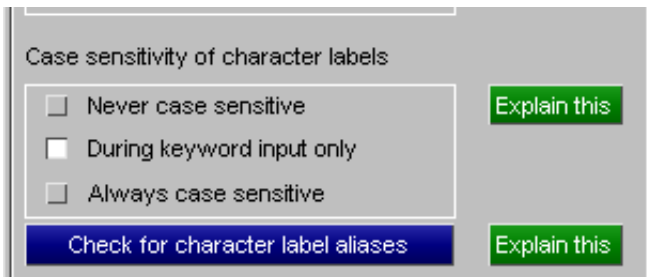 Case sensitivity of character labels
Never case sensitive Explain this
During keyword input only
Always case sensitive
Check for character label aliases Explain this